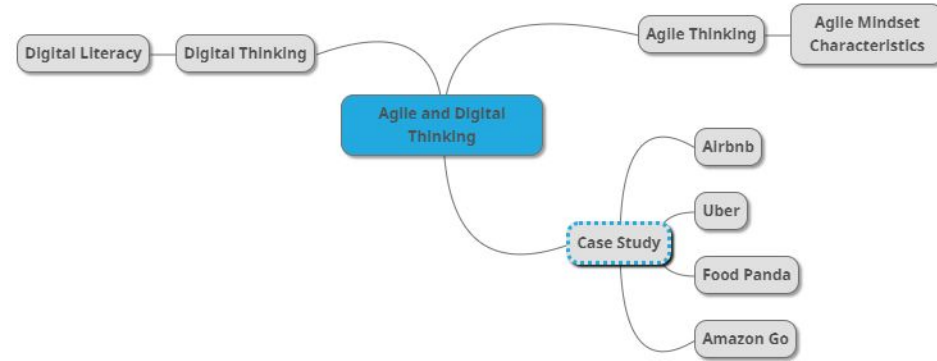 Digital Literacy
Digital Thinking
Agile Thinking
Agile Mindset
Characteristics
Agile and Digital
Thinking
Case Study
Airbnb
Uber
Food Panda
Amazon Go